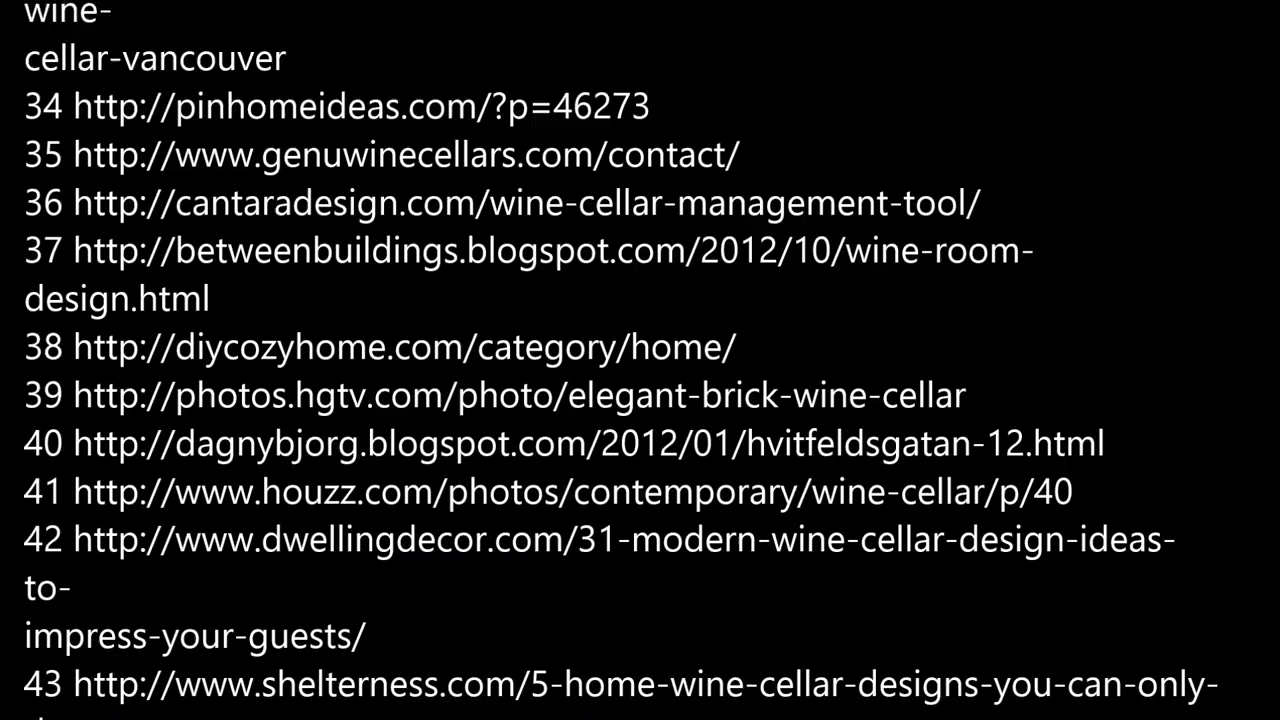 wine-
cellar-vancouver
34 http://pinhomeideas.com/?p=46273
35 http://www.genuwinecellars.com/contact/
36 http://cantaradesign.com/wine-cellar-management-tool/
37 http://betweenbuildings.blogspot.com/2012/10/wine-room-
design.html
38 http://diycozyhome.com/category/home/
39 http://photos.hgtv.com/photo/elegant-brick-wine-cellar
40 http://dagnybjorg.blogspot.com/2012/01/hvitfeldsgatan-12.html
41 http://www.houzz.com/photos/contemporary/wine-cellar/p/40
42 http://www.dwellingdecor.com/31-modern-wine-cellar-design-ideas-
to-
impress-your-guests/
43 http://www.shelterness.com/5-home-wine-cellar-designs-you-can-only-